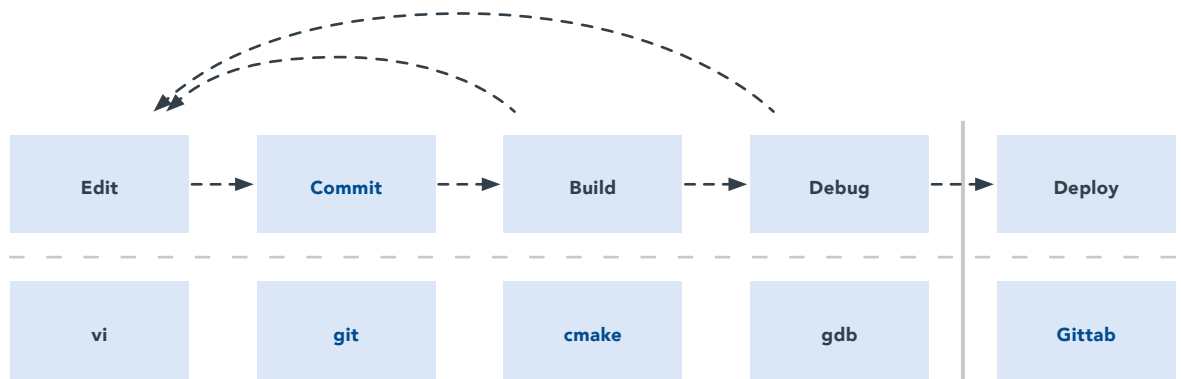 Edit
Commit
Build
Debug
Deploy
vi
git
cmake
gdb
Gittab